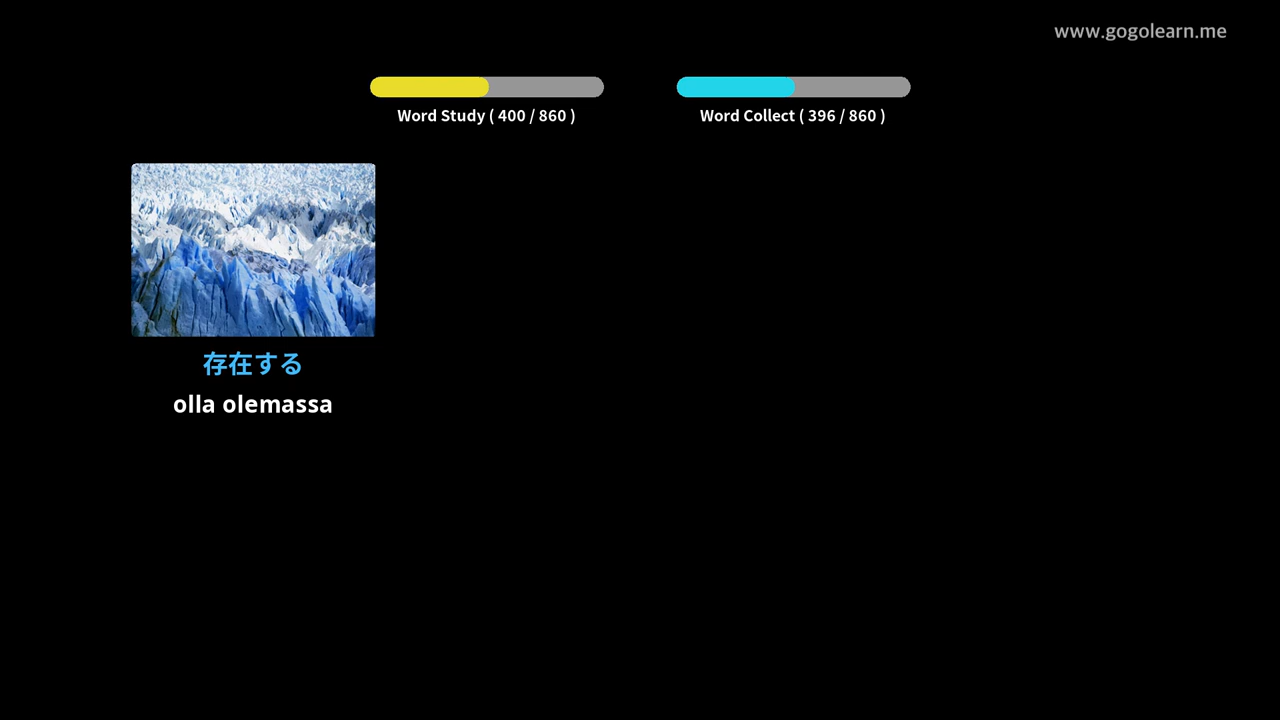 www.gogolearn.me
Word Study ( 400 / 860 )
Word Collect ( 396 / 860 )
存在する
olla olemassa